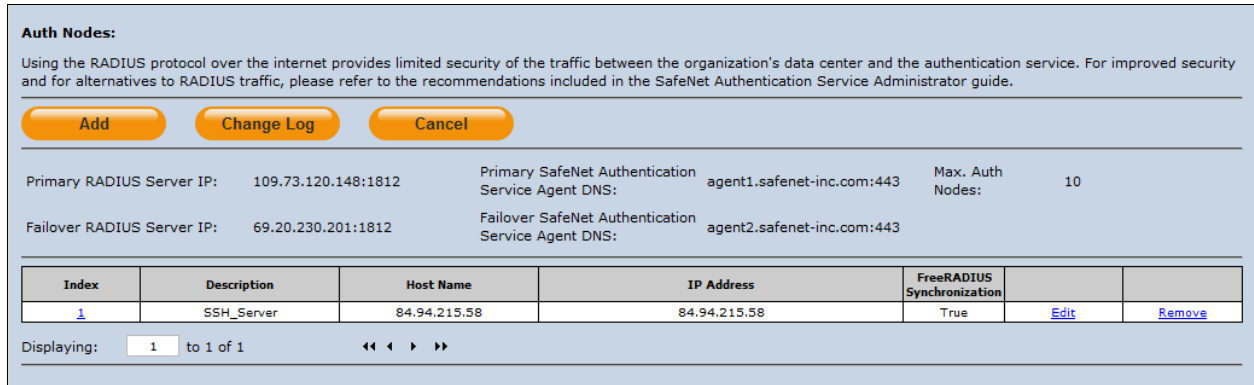 Auth Nodes:
Using the RADIUS protocol over the internet provides limited security of the traffic between the organization's data center and the authentication service. For improved security
and for alternatives to RADIUS traffic, please refer to the recommendations included in the SafeNet Authentication Service Administrator guide.
Add Change Log Cancel
Primary RADIUS Server IP: 109.73.120.148:1812 Primary SafeNet Authentication Service Agent DNS: agent1.safenet-inc.com:443 Max. Auth Nodes: 10
Failover RADIUS Server IP: 69.20.230.201:1812 Failover SafeNet Authentication Service Agent DNS: agent2.safenet-inc.com:443
Index Description Host Name IP Address FreeRADIUS Synchronization
1 SSH_Server 84.94.215.58 84.94.215.58 True Edit Remove
Displaying: 1 to 1 of 1